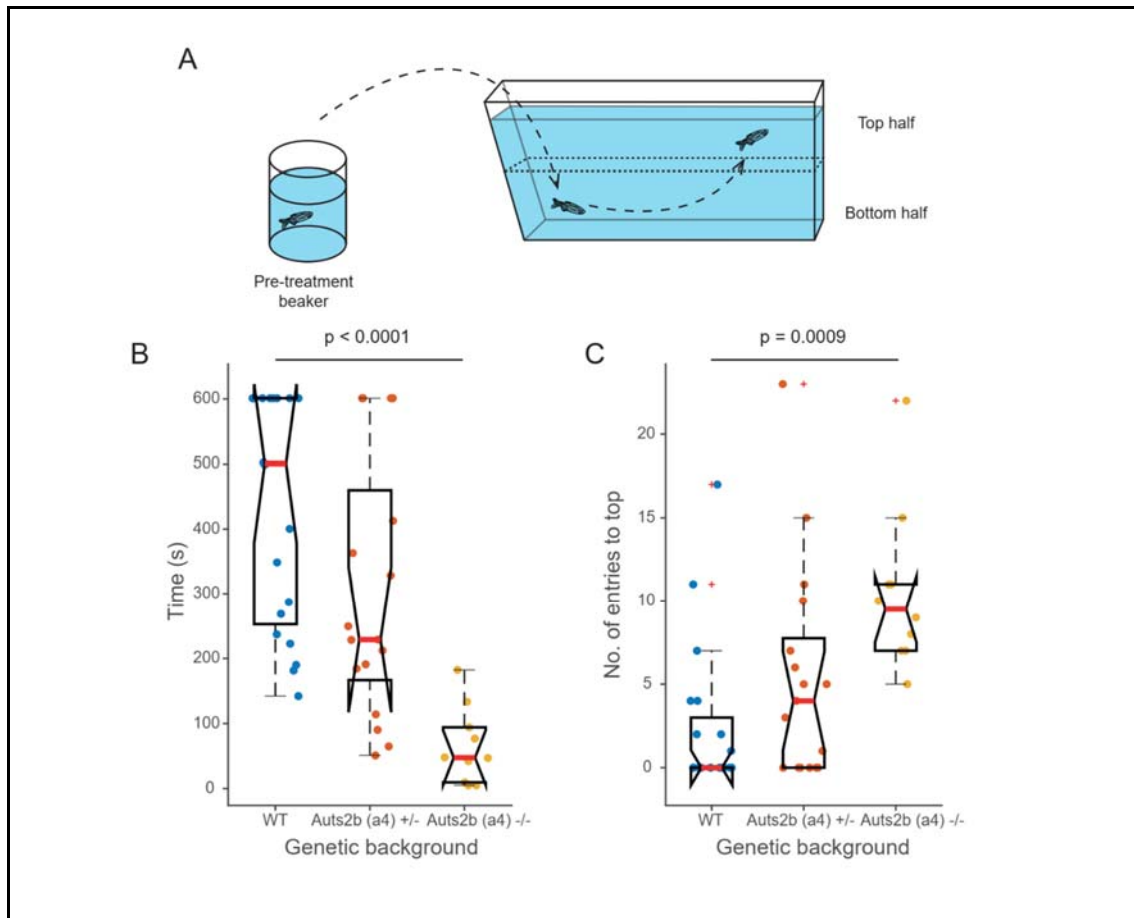 A
Top half
Bottom half
Pre-treatment
beaker
B
p < 0.0001
Time (s)
600
500
400
300
200
100
0
WT
Auts2b (a4) +/-
Auts2b (a4) -/-
Genetic background
C
p = 0.0009
No. of entries to top
20
15
10
5
0
WT
Auts2b (a4) +/-
Auts2b (a4) -/-
Genetic background